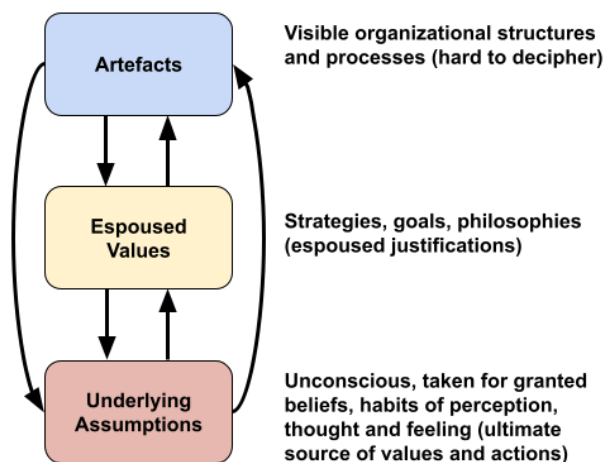 Artefacts
Visible organizational structures
and processes (hard to decipher)
Espoused
Values
Strategies, goals, philosophies
(espoused justifications)
Underlying
Assumptions
Unconscious, taken for granted
beliefs, habits of perception,
thought and feeling (ultimate
source of values and actions)